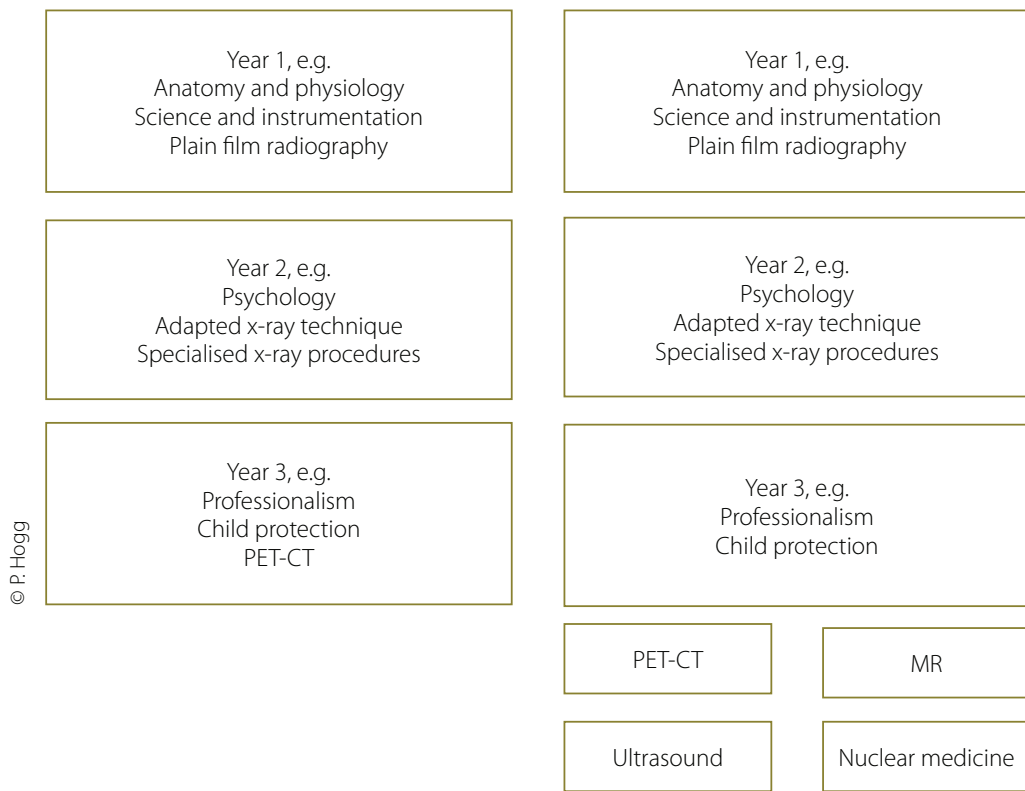 Year 1, e.g.
Anatomy and physiology
Science and instrumentation
Plain film radiography
Year 2, e.g.
Psychology
Adapted x-ray technique
Specialised x-ray procedures
Year 3, e.g.
Professionalism
Child protection
PET-CT
© P. Hogg
Year 1, e.g.
Anatomy and physiology
Science and instrumentation
Plain film radiography
Year 2, e.g.
Psychology
Adapted x-ray technique
Specialised x-ray procedures
Year 3, e.g.
Professionalism
Child protection
PET-CT
MR
Ultrasound
Nuclear medicine